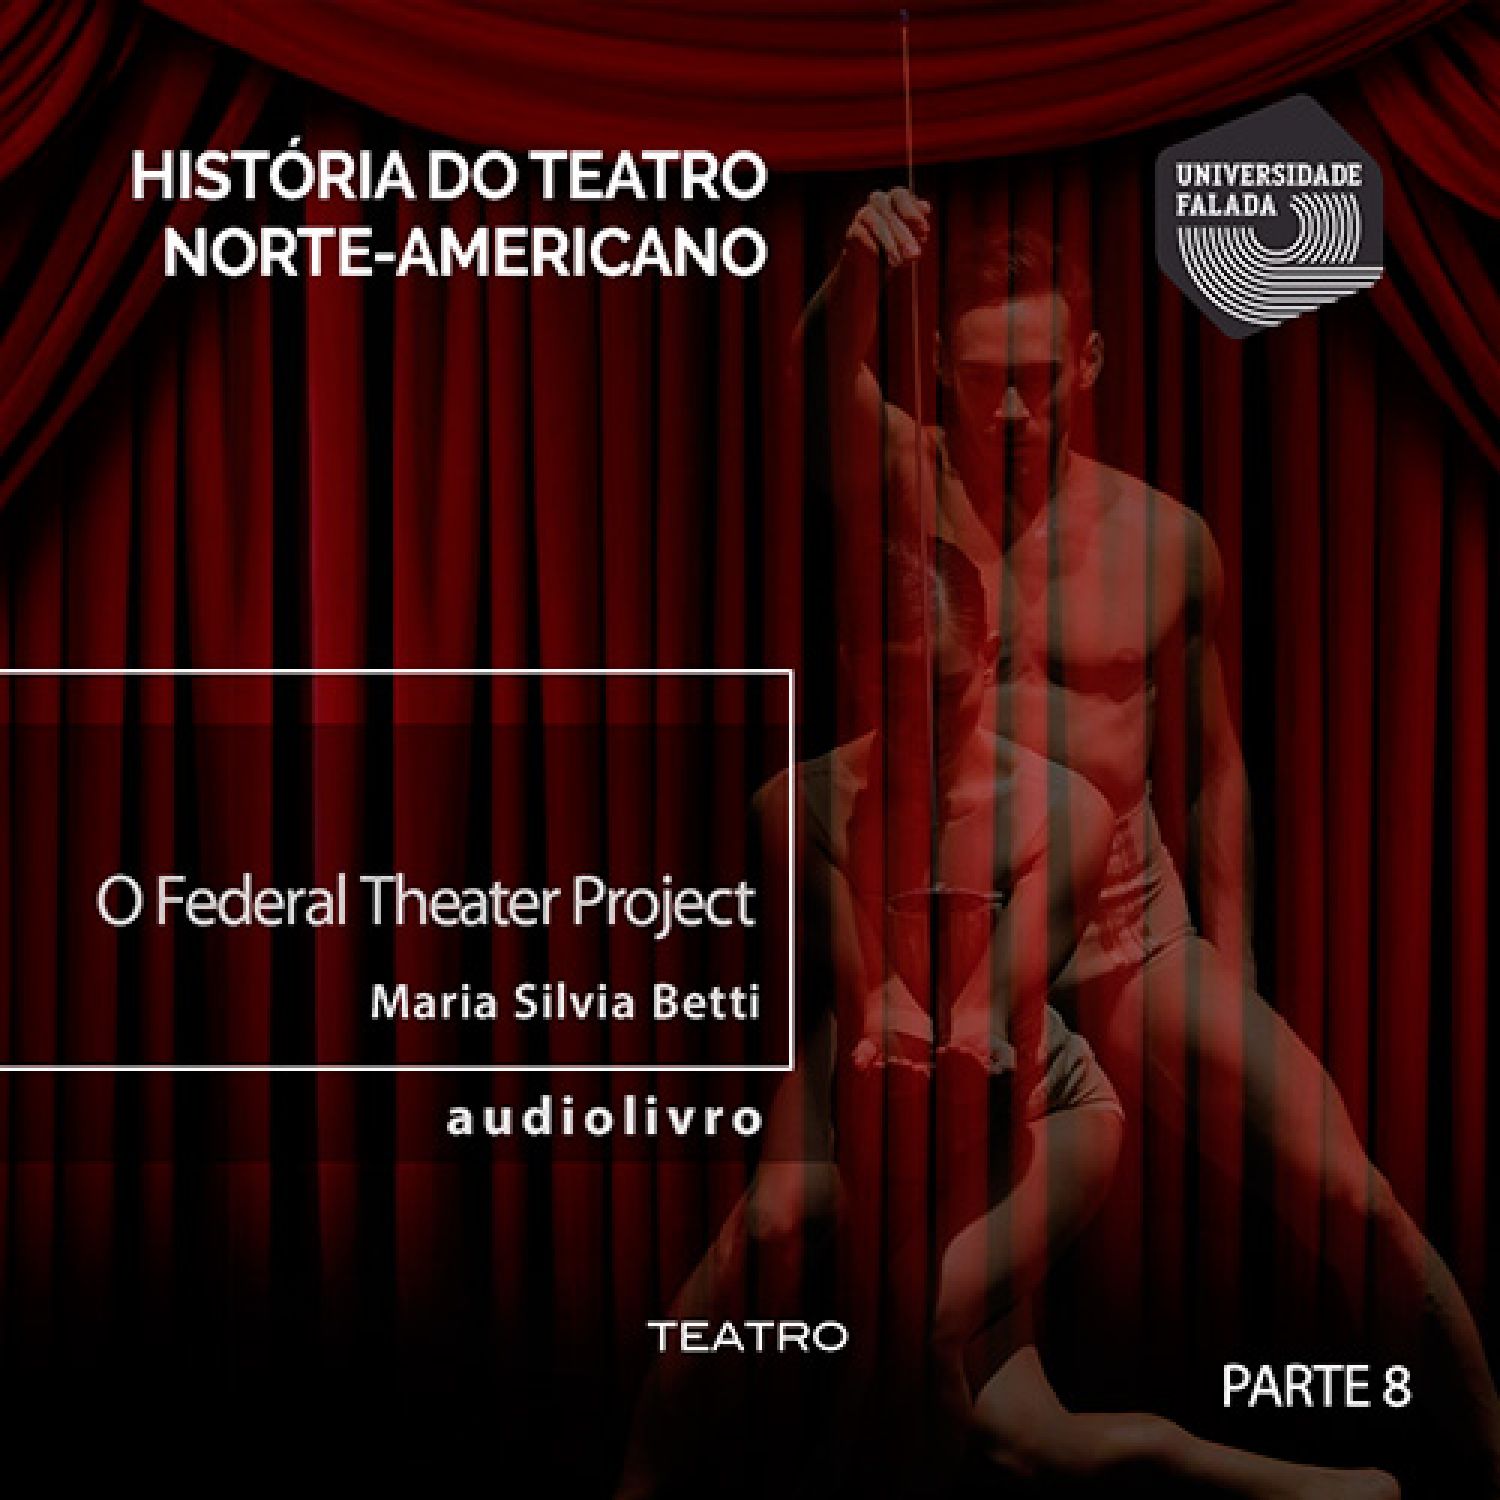 HISTÓRIA DO TEATRO
NORTE-AMERICANO
UNIVERSIDADE
FALADA
O Federal Theater Project
Maria Silvia Betti
audiolivro
TEATRO
PARTE 8